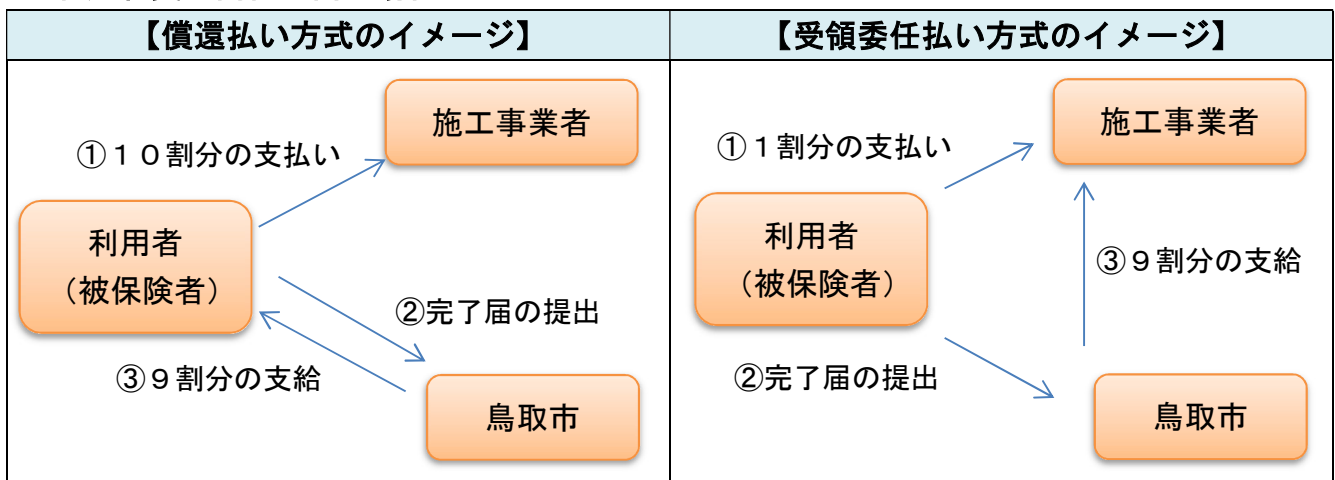 【償還払い方式のイメージ】
施工事業者
①１０割分の支払い
利用者
（被保険者）
②完了届の提出
③９割分の支給
鳥取市
【受領委任払い方式のイメージ】
施工事業者
①１割分の支払い
利用者
（被保険者）
③９割分の支給
②完了届の提出
鳥取市